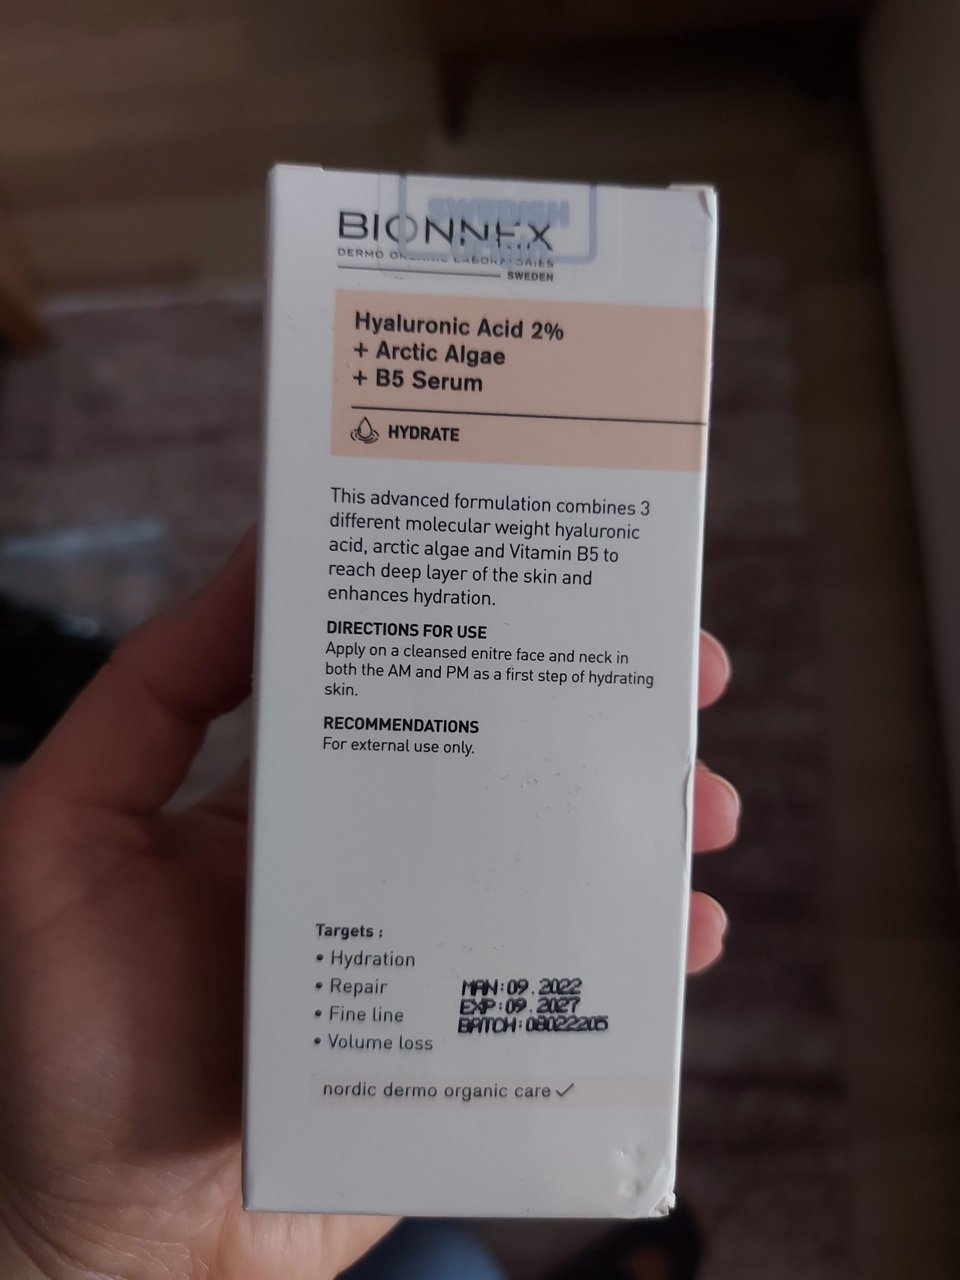 SWEDISH
BIONNEX
DERMO ORGANIC LABORATORIES
SWEDEN
Hyaluronic Acid 2%
+ Arctic Algae
+ B5 Serum
HYDRATE
This advanced formulation combines 3
different molecular weight hyaluronic
acid, arctic algae and Vitamin B5 to
reach deep layer of the skin and
enhances hydration.
DIRECTIONS FOR USE
Apply on a cleansed enitre face and neck in
both the AM and PM as a first step of hydrating
skin.
RECOMMENDATIONS
For external use only.
Targets :
• Hydration
• Repair
• Fine line
• Volume loss
MAN:09.2022
EXP:09.2027
BATCH:08022205
nordic dermo organic care